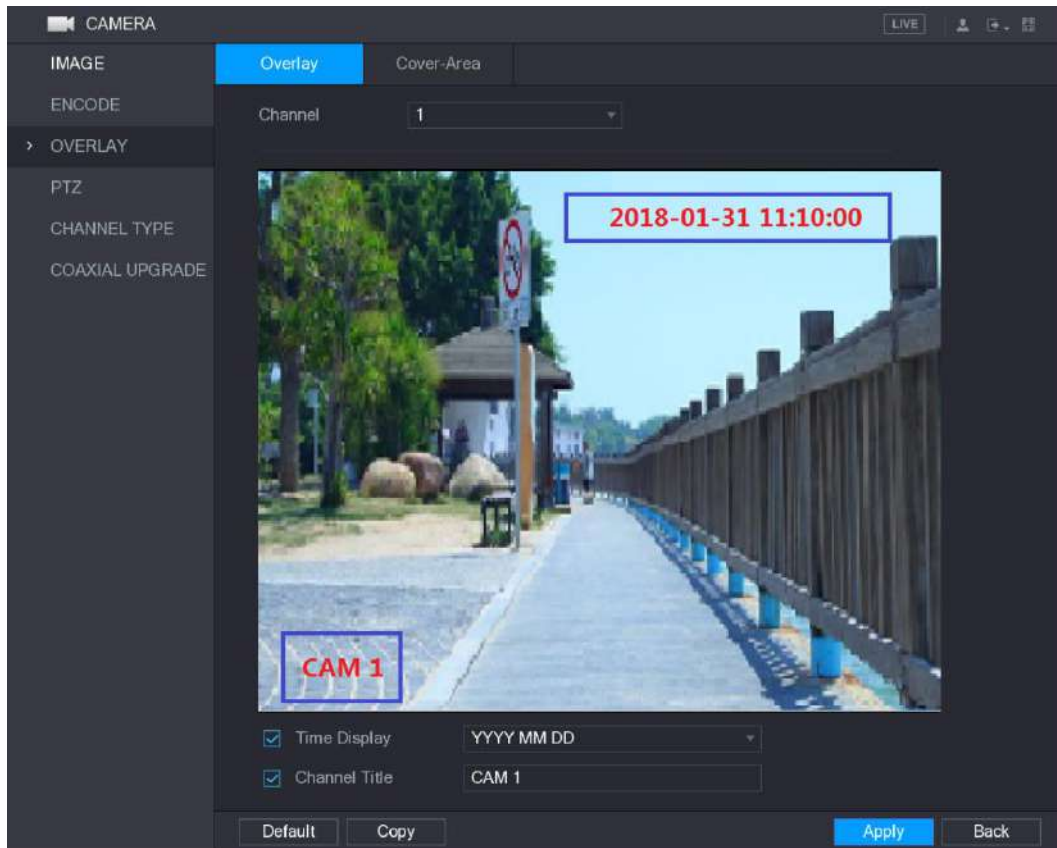 CAMERA
LIVE
IMAGE
ENCODE
> OVERLAY
PTZ
CHANNEL TYPE
COAXIAL UPGRADE
Overlay Cover-Area
Channel 1
2018-01-31 11:10:00
CAM 1
Time Display YYYY MM DD
Channel Title CAM 1
Default Copy Apply Back